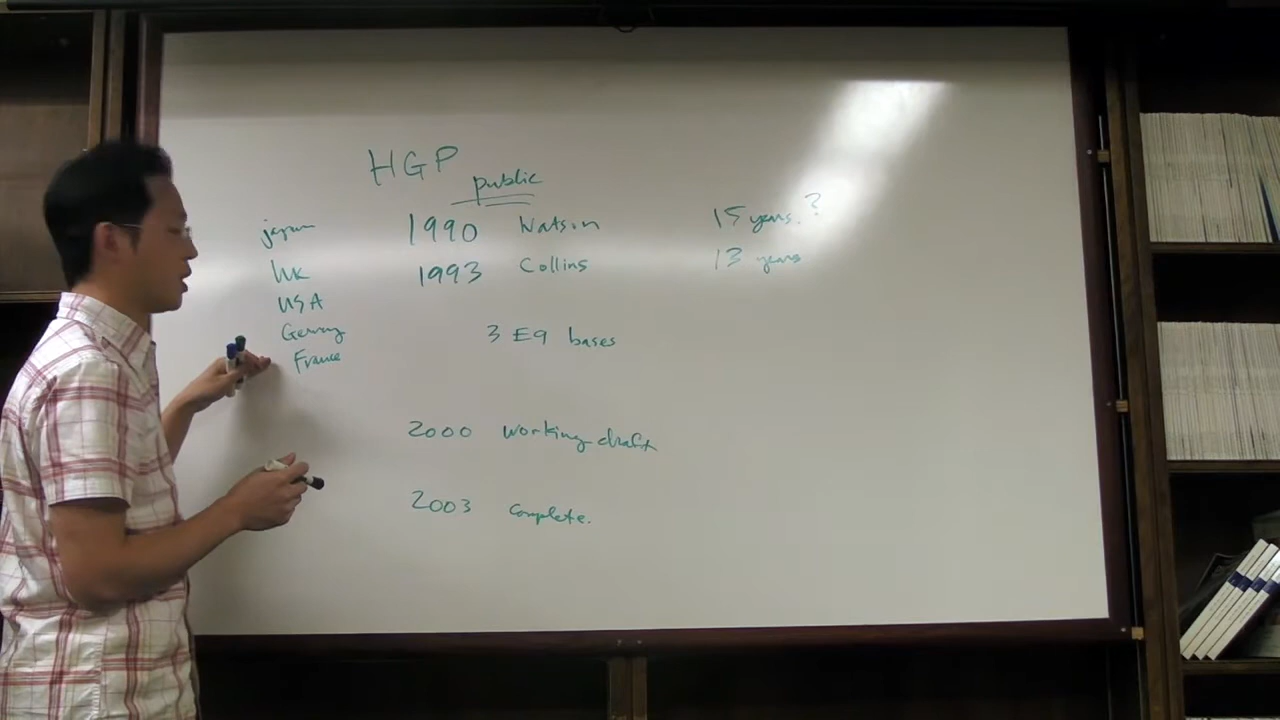 HGP
public
japan
1990 Watson
15 years.?
UK
1993 Collins
13 years
USA
Germy
3 E9 bases
France
2000 working draft
2003 complete.